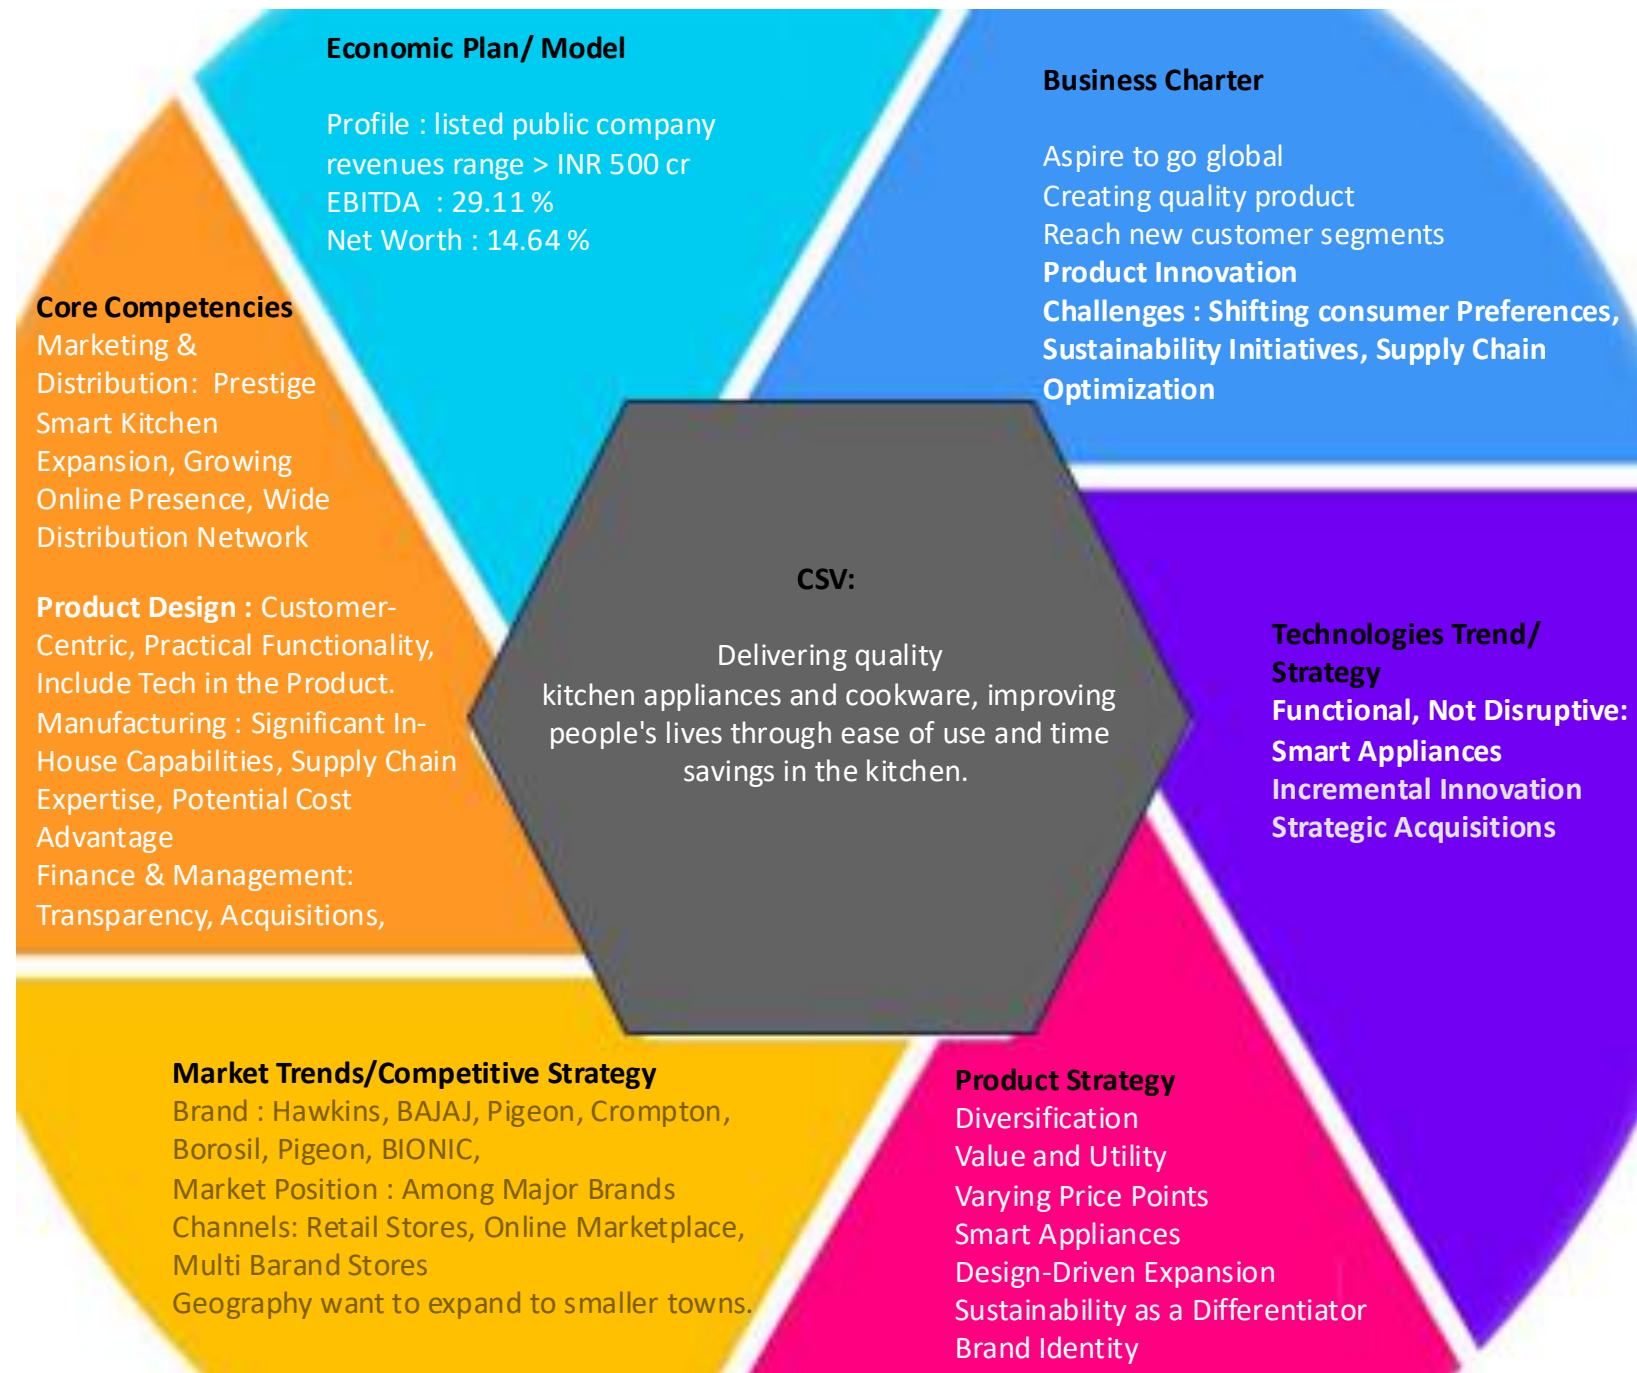 Economic Plan/ Model
Profile : listed public company
revenues range > INR 500 cr
EBITDA  : 29.11 %
Net Worth : 14.64 %
Business Charter
Aspire to go global
Creating quality product
Reach new customer segments
Product Innovation
Challenges : Shifting consumer Preferences,
Sustainability Initiatives, Supply Chain
Optimization
Core Competencies
Marketing &
Distribution:  Prestige
Smart Kitchen
Expansion, Growing
Online Presence, Wide
Distribution Network
Product Design : Customer-
Centric, Practical Functionality,
Include Tech in the Product.
Manufacturing : Significant In-
House Capabilities, Supply Chain
Expertise, Potential Cost
Advantage
Finance & Management:
Transparency, Acquisitions,
CSV:
Delivering quality
kitchen appliances and cookware, improving
people's lives through ease of use and time
savings in the kitchen.
Technologies Trend/
Strategy
Functional, Not Disruptive:
Smart Appliances
Incremental Innovation
Strategic Acquisitions
Market Trends/Competitive Strategy
Brand : Hawkins, BAJAJ, Pigeon, Crompton,
Borosil, Pigeon, BIONIC,
Market Position : Among Major Brands
Channels: Retail Stores, Online Marketplace,
Multi Barand Stores
Geography want to expand to smaller towns.
Product Strategy
Diversification
Value and Utility
Varying Price Points
Smart Appliances
Design-Driven Expansion
Sustainability as a Differentiator
Brand Identity